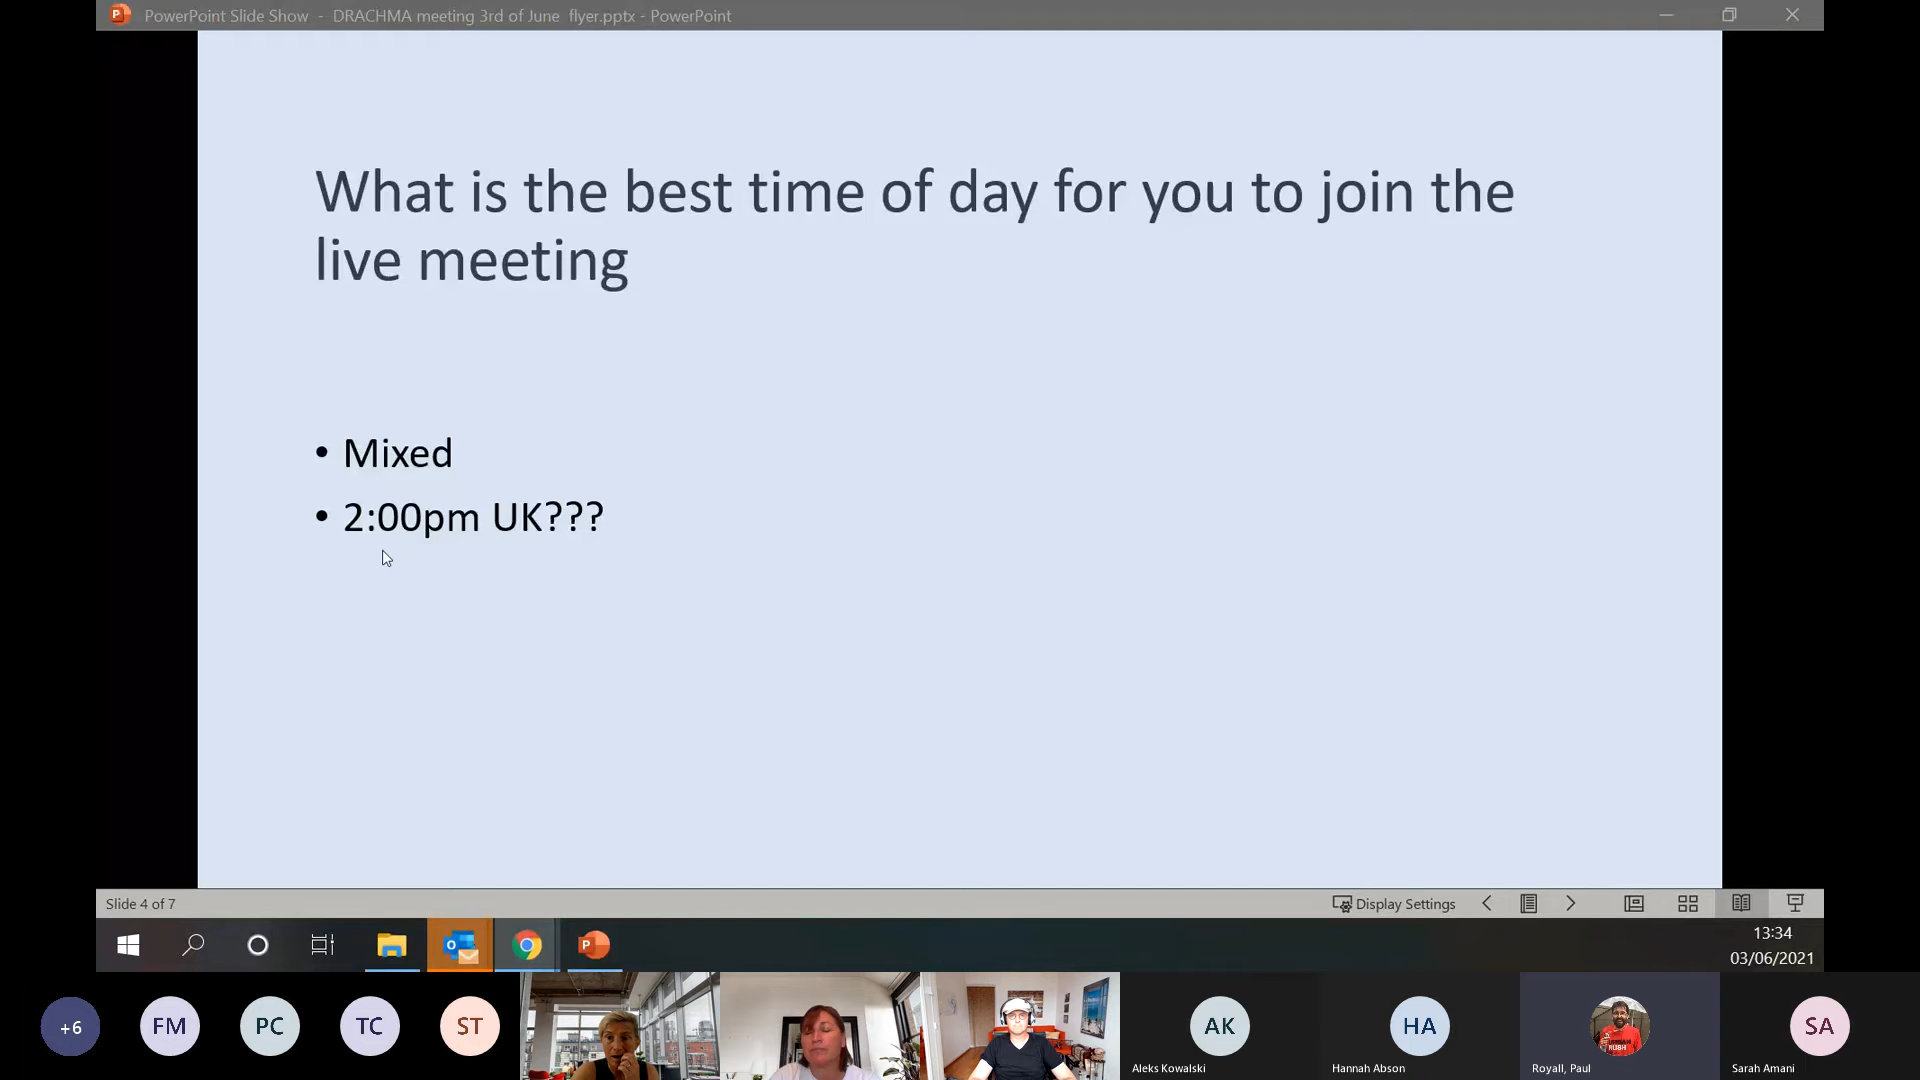 PowerPoint Slide Show - DRACHMA meeting 3rd of June flyer.pptx - PowerPoint
What is the best time of day for you to join the
live meeting
• Mixed
• 2:00pm UK???
Slide 4 of 7
Display Settings
13:34
03/06/2021
+6
FM
PC
TC
ST
AK
HA
SA
Aleks Kowalski
Hannah Abson
Royall, Paul
Sarah Amani